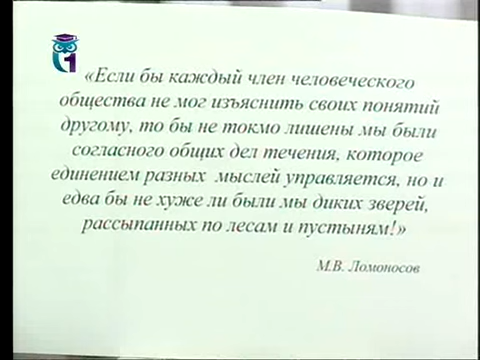 1
«Если бы каждый член человеческого
общества не мог изъяснить своих понятий
другому, то бы не токмо лишены мы были
согласного общих дел течения, которое
единением разных мыслей управляется, но и
едва бы не хуже ли были мы диких зверей,
рассыпанных по лесам и пустыням!»
М.В. Ломоносов